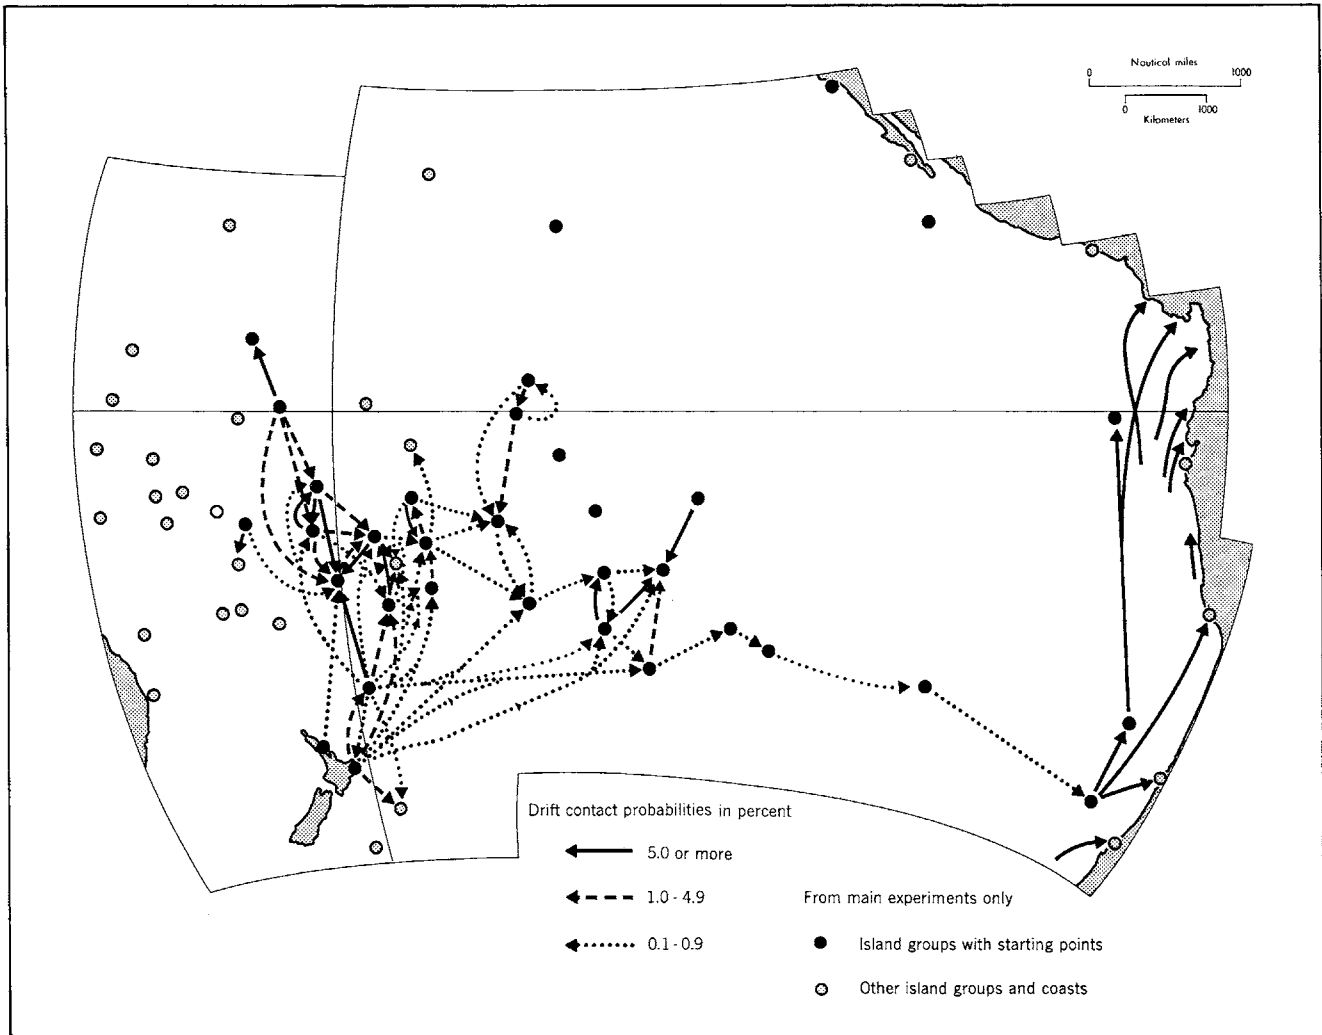 Nautical miles
0 1000
0 1000
Kilometers
Drift contact probabilities in percent
5.0 or more
1.0 - 4.9
From main experiments only
0.1 - 0.9
Island groups with starting points
Other island groups and coasts